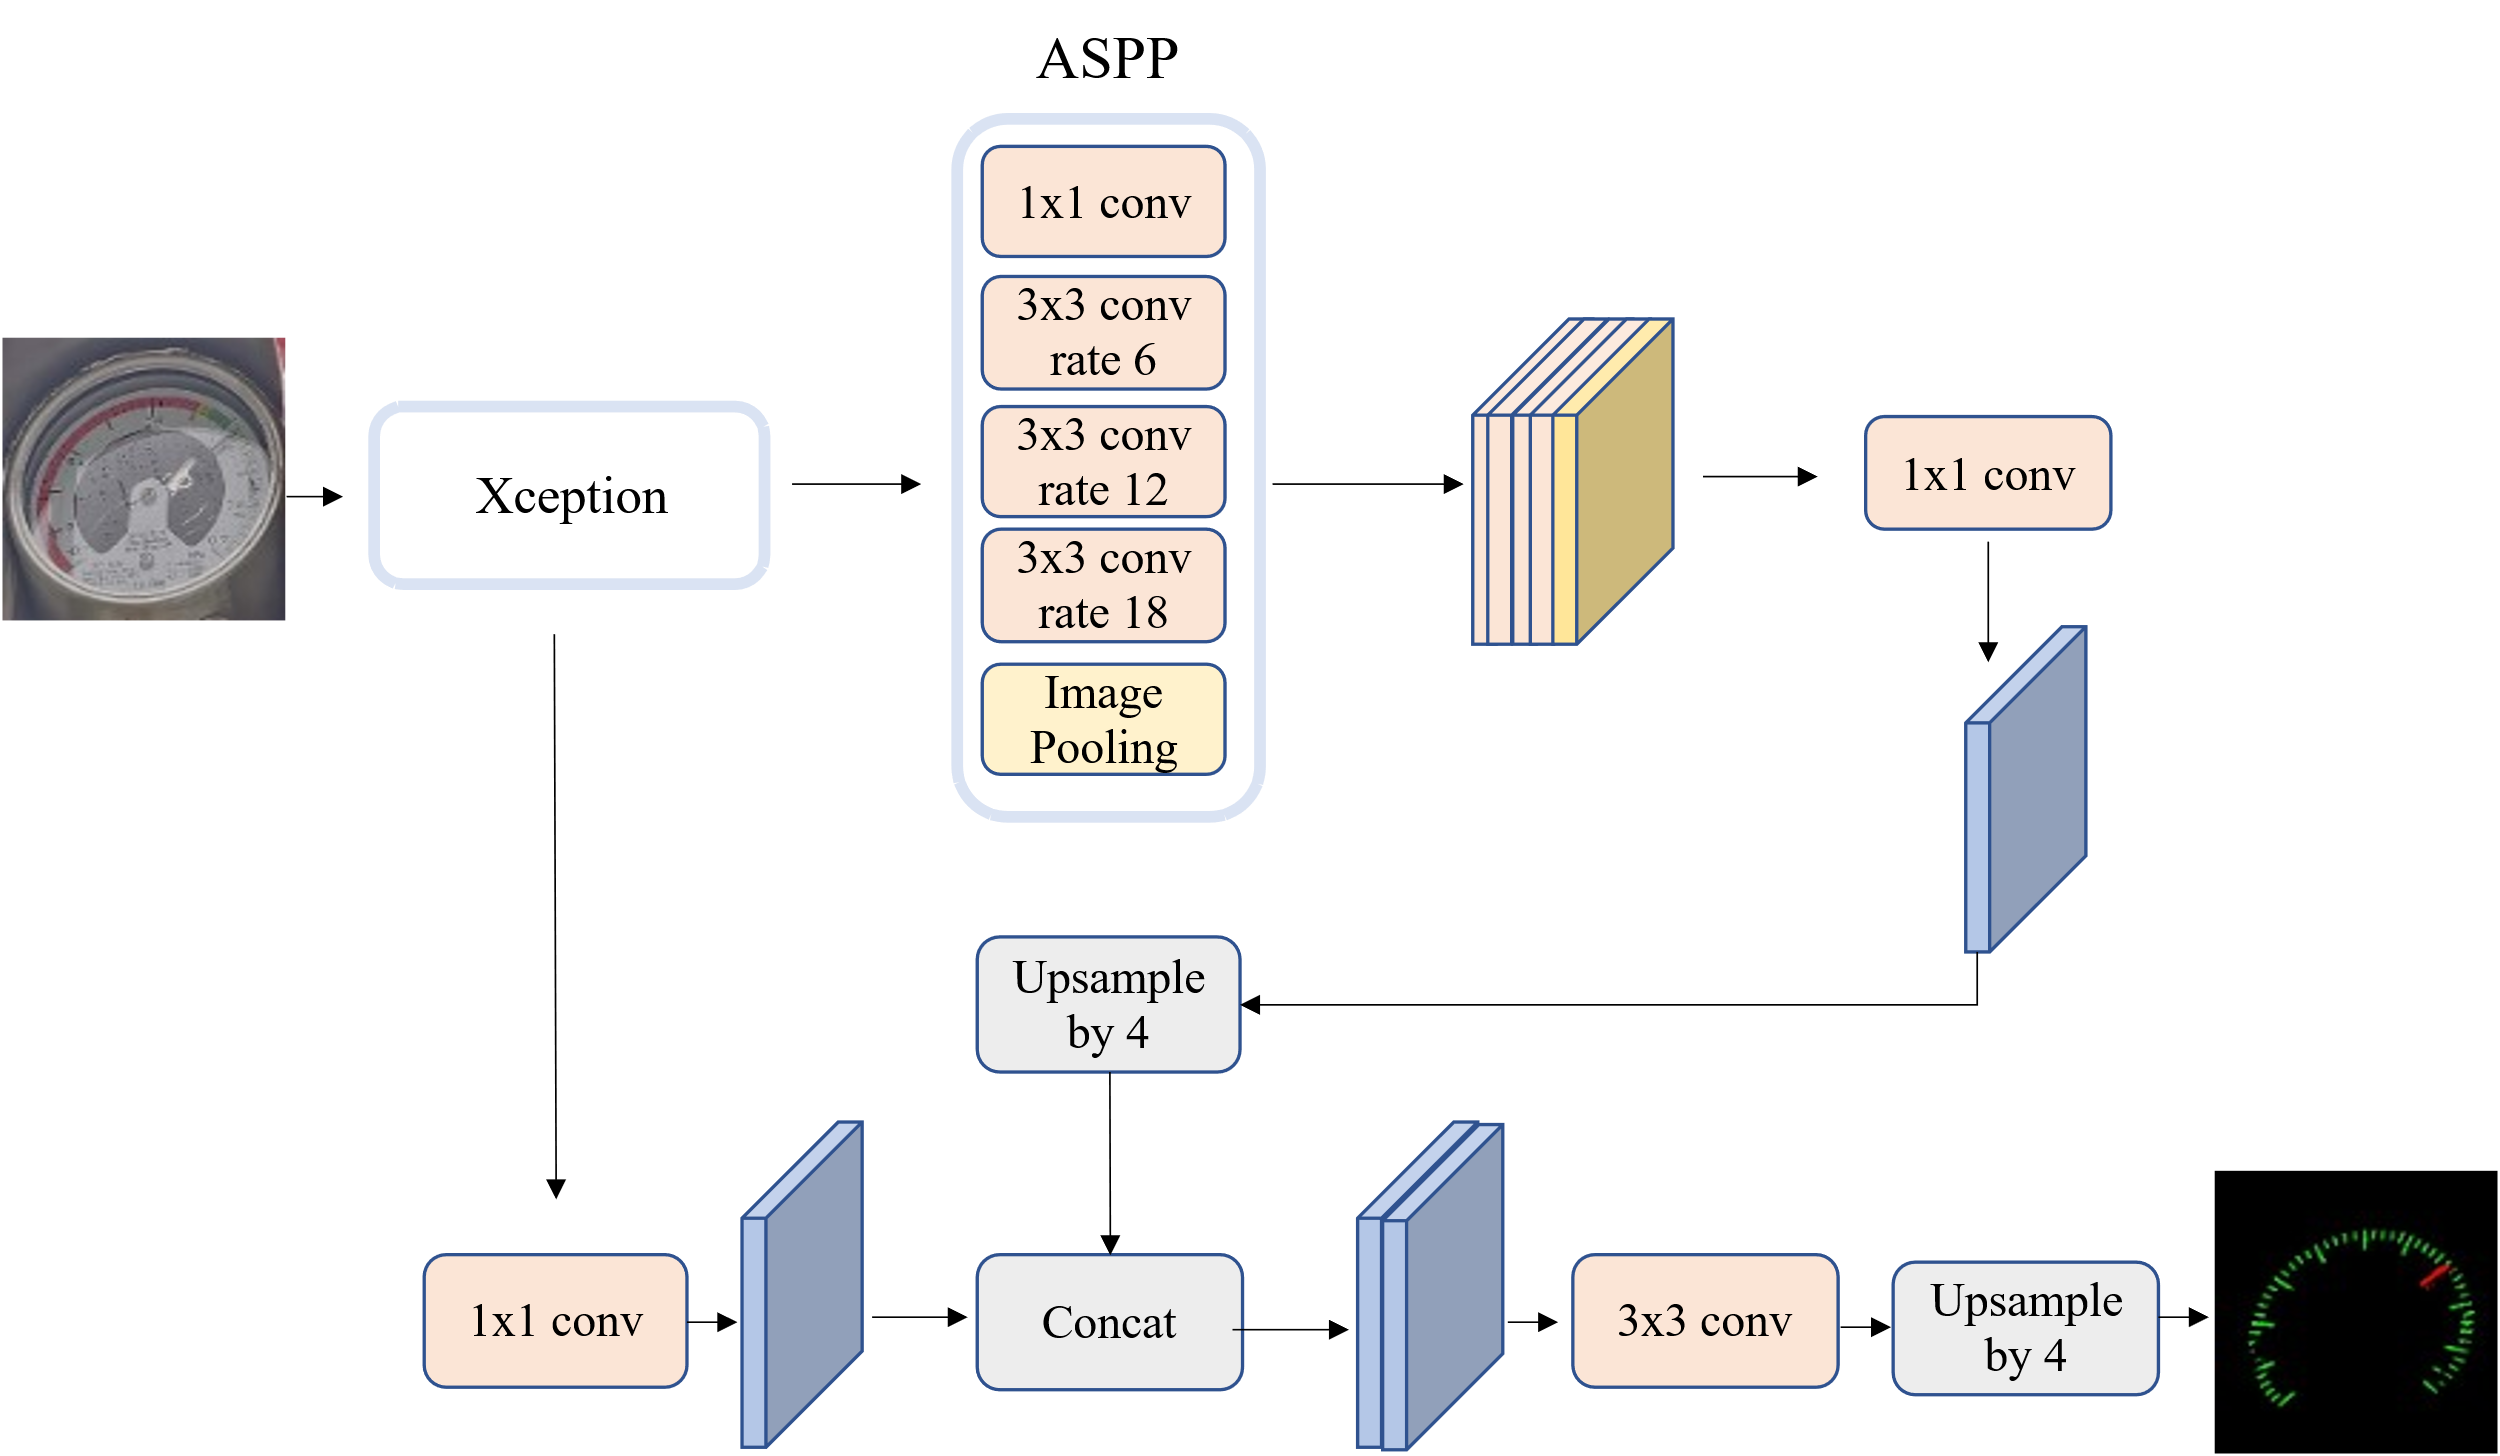 ASPP
1x1 conv
3x3 conv
rate 6
3x3 conv
rate 12
3x3 conv
rate 18
Image
Pooling
Xception
1x1 conv
Upsample
by 4
1x1 conv
Concat
3x3 conv
Upsample
by 4